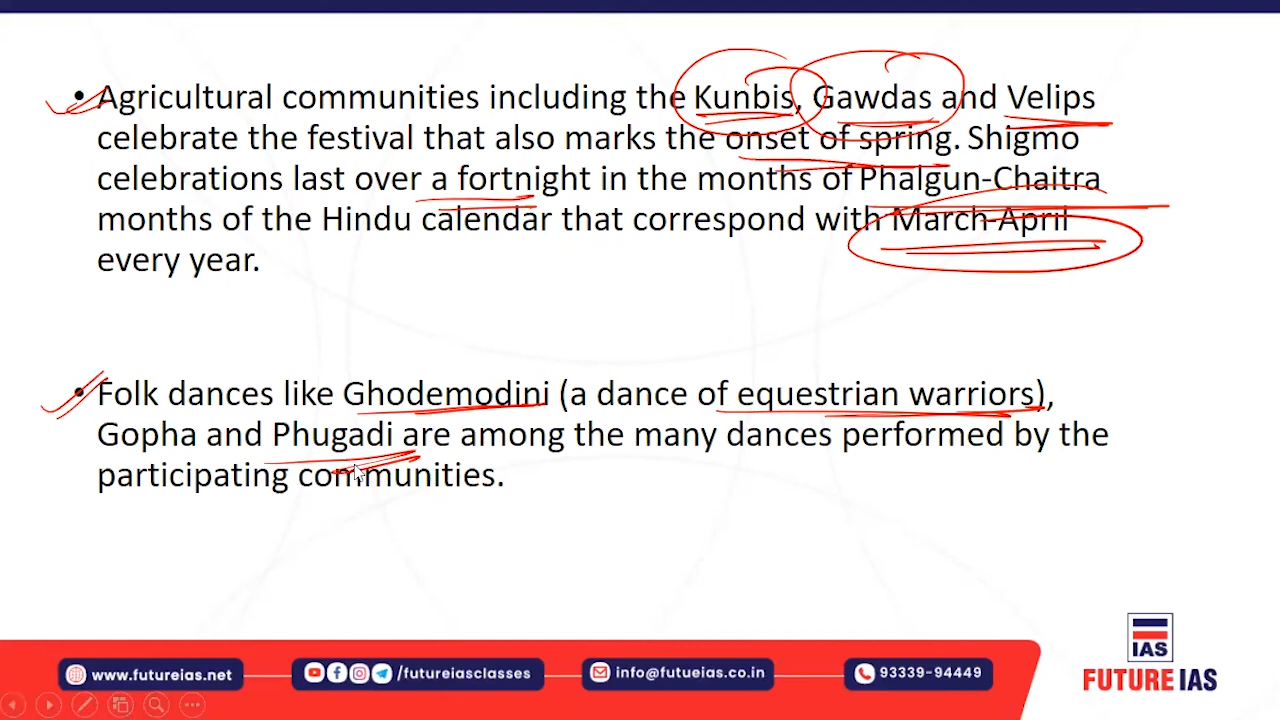 • Agricultural communities including the Kunbis, Gawdas and Velips
celebrate the festival that also marks the onset of spring. Shigmo
celebrations last over a fortnight in the months of Phalgun-Chaitra
months of the Hindu calendar that correspond with March-April
every year.
• Folk dances like Ghodemodini (a dance of equestrian warriors),
Gopha and Phugadi are among the many dances performed by the
participating communities.
IAS
FUTURE IAS
www.futureias.net
/futureiasclasses
info@futueias.co.in
93339-94449